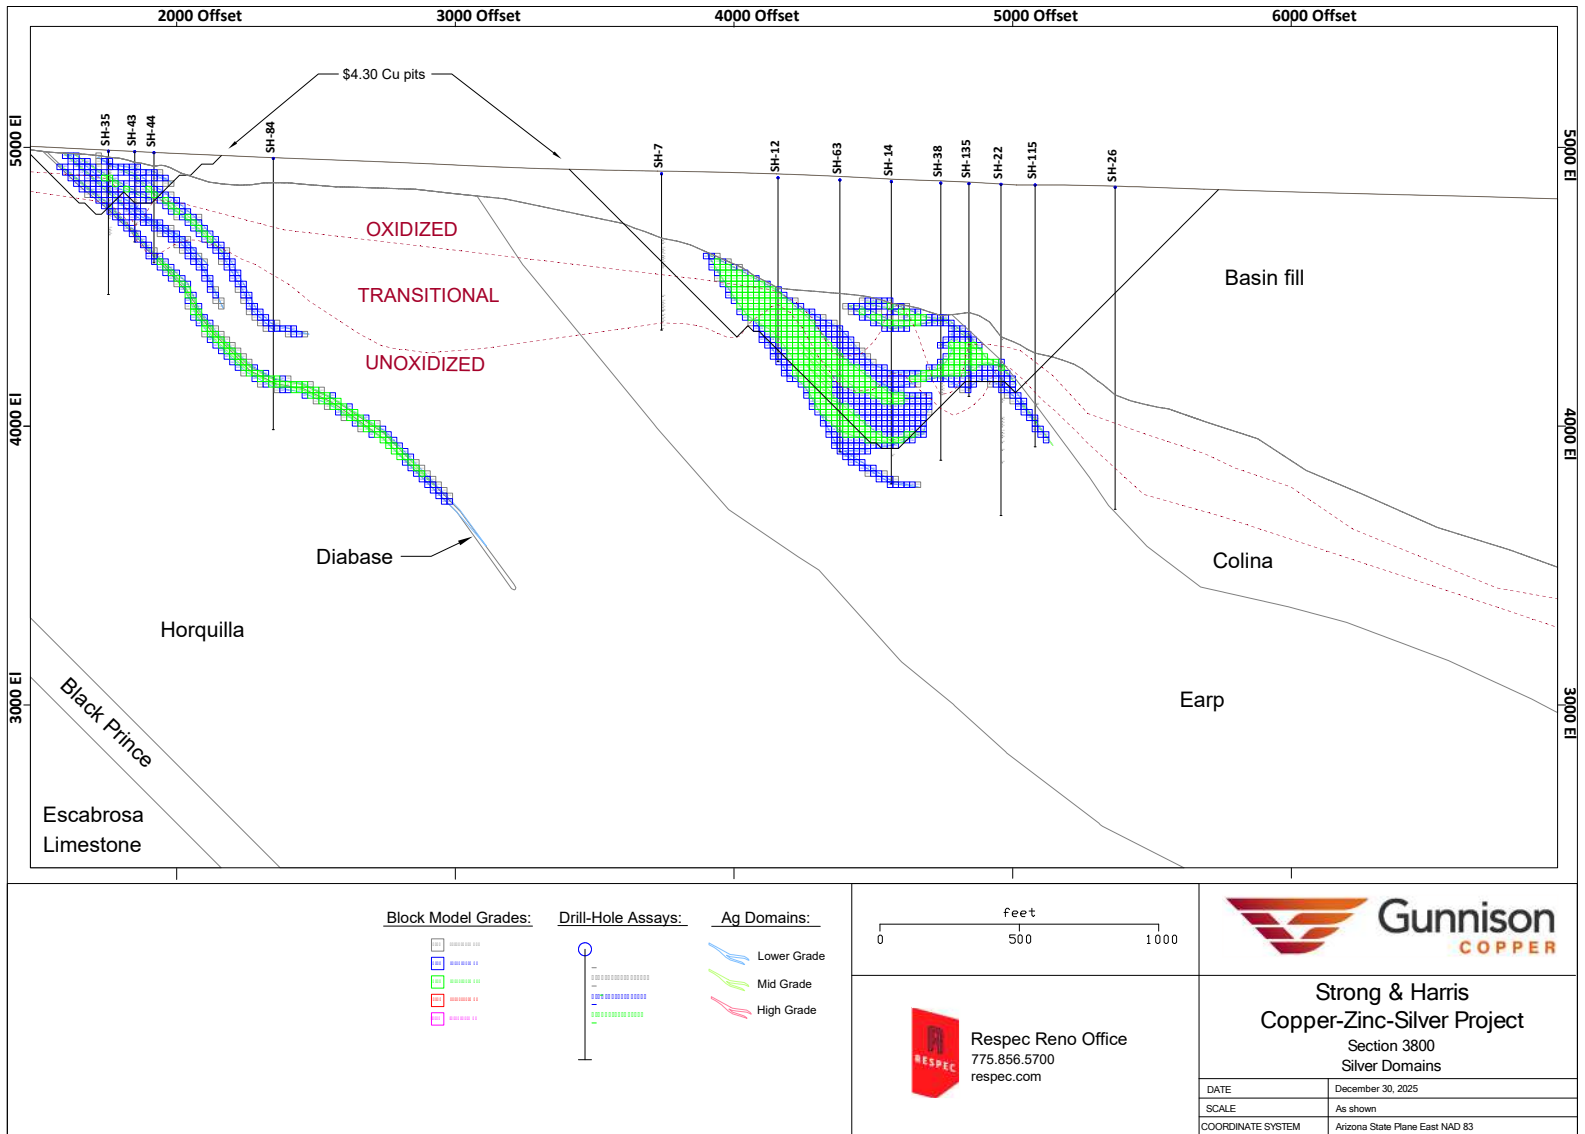 2000 Offset
3000 Offset
4000 Offset
5000 Offset
6000 Offset
$4.30 Cu pits
5000 El
5000 El
SH-35
SH-43
SH-44
SH-84
SH-7
SH-12
SH-63
SH-14
SH-38
SH-135
SH-22
SH-115
SH-26
OXIDIZED
TRANSITIONAL
UNOXIDIZED
Basin fill
4000 El
4000 El
Diabase
Colina
Horquilla
Earp
3000 El
3000 El
Black Prince
Escabrosa
Limestone
Block Model Grades:
Drill-Hole Assays:
Ag Domains:
Lower Grade
Mid Grade
High Grade
feet
0
500
1000
Gunnison
COPPER
RESPEC
Respec Reno Office
775.856.5700
respec.com
Strong & Harris
Copper-Zinc-Silver Project
Section 3800
Silver Domains
DATE
December 30, 2025
SCALE
As shown
COORDINATE SYSTEM
Arizona State Plane East NAD 83